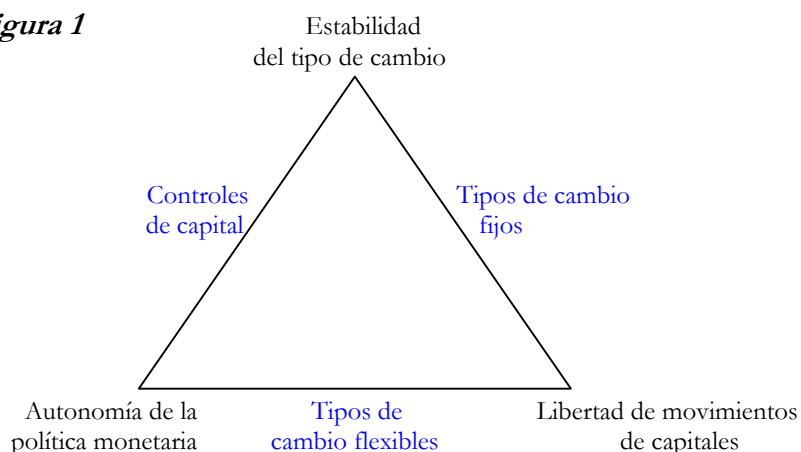 igura 1
Estabilidad
del tipo de cambio
Controles
de capital
Tipos de cambio
fijos
Autonomía de la
política monetaria
Tipos de
cambio flexibles
Libertad de movimientos
de capitales